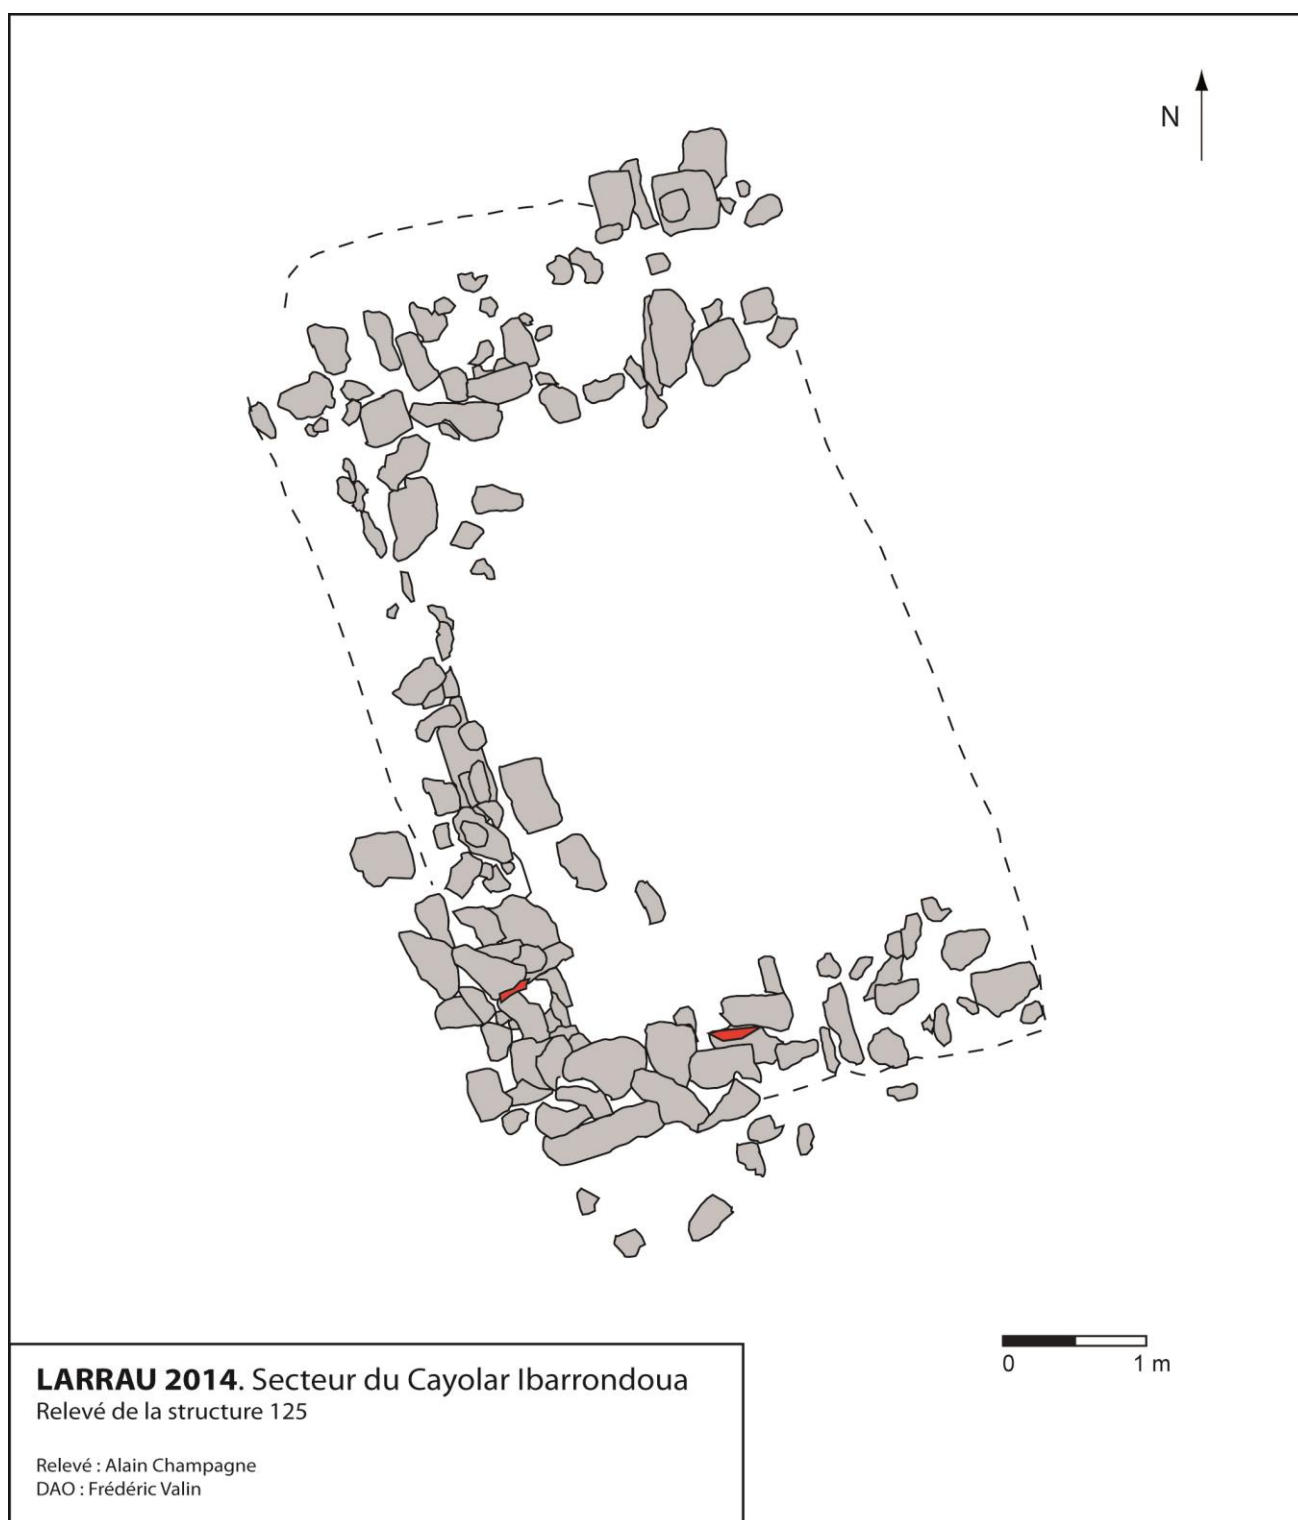 N
0 1 m
LARRAU 2014. Secteur du Cayolar Ibarrondoua
Relevé de la structure 125
Relevé : Alain Champagne
DAO : Frédéric Valin